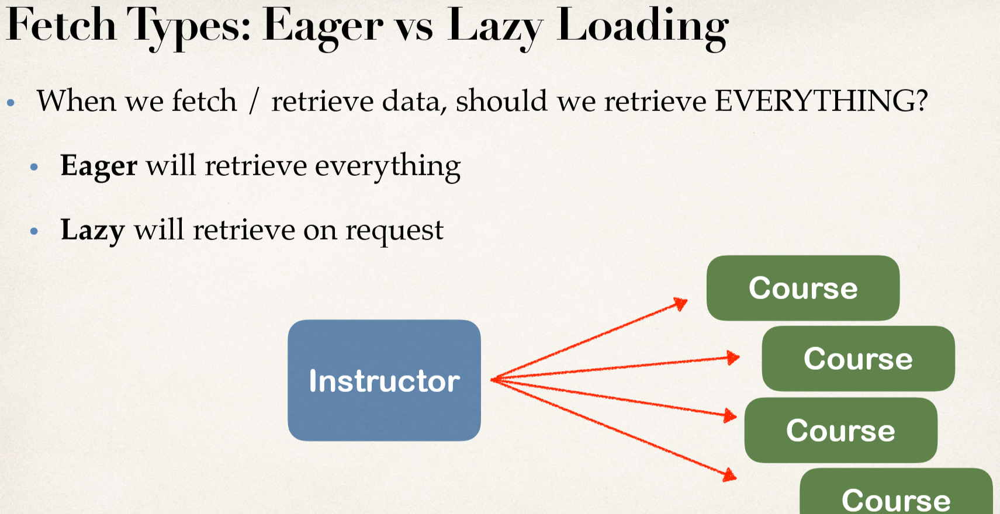 Fetch Types: Eager vs Lazy Loading
• When we fetch / retrieve data, should we retrieve EVERYTHING?
• Eager will retrieve everything
• Lazy will retrieve on request
Course
Course
Instructor
Course
Course